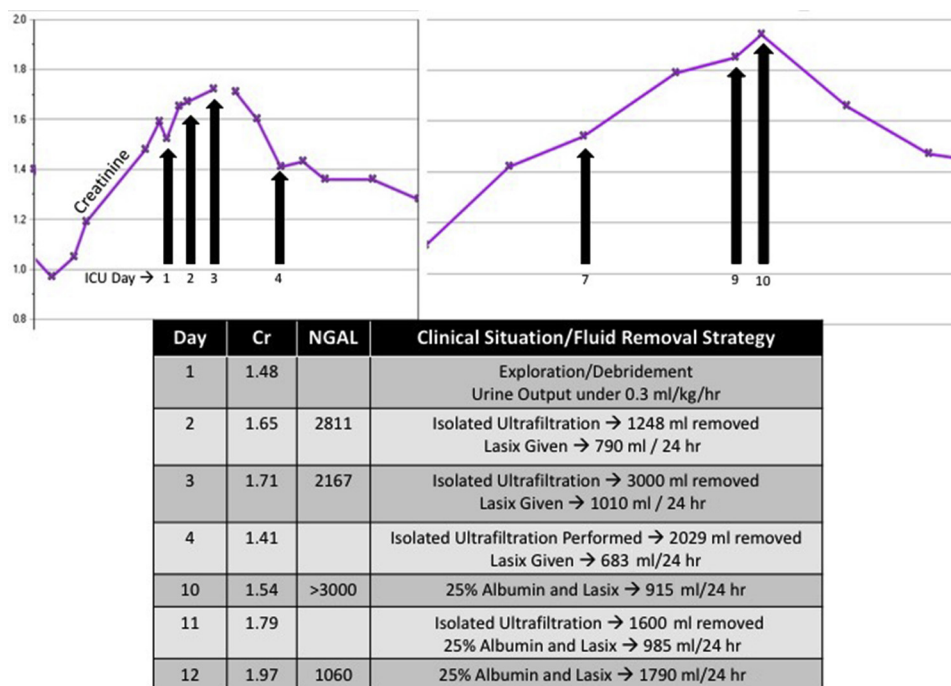 2.0
1.8
1.6
1.4
1.2
1.0
0.8
Creatinine
ICU Day → 1 2 3 4
7 9 10
Day Cr NGAL Clinical Situation/Fluid Removal Strategy
1 1.48 Exploration/Debridement
Urine Output under 0.3 ml/kg/hr
2 1.65 2811 Isolated Ultrafiltration → 1248 ml removed
Lasix Given → 790 ml / 24 hr
3 1.71 2167 Isolated Ultrafiltration → 3000 ml removed
Lasix Given → 1010 ml / 24 hr
4 1.41 Isolated Ultrafiltration Performed → 2029 ml removed
Lasix Given → 683 ml/24 hr
10 1.54 >3000 25% Albumin and Lasix → 915 ml/24 hr
11 1.79 Isolated Ultrafiltration → 1600 ml removed
25% Albumin and Lasix → 985 ml/24 hr
12 1.97 1060 25% Albumin and Lasix → 1790 ml/24 hr